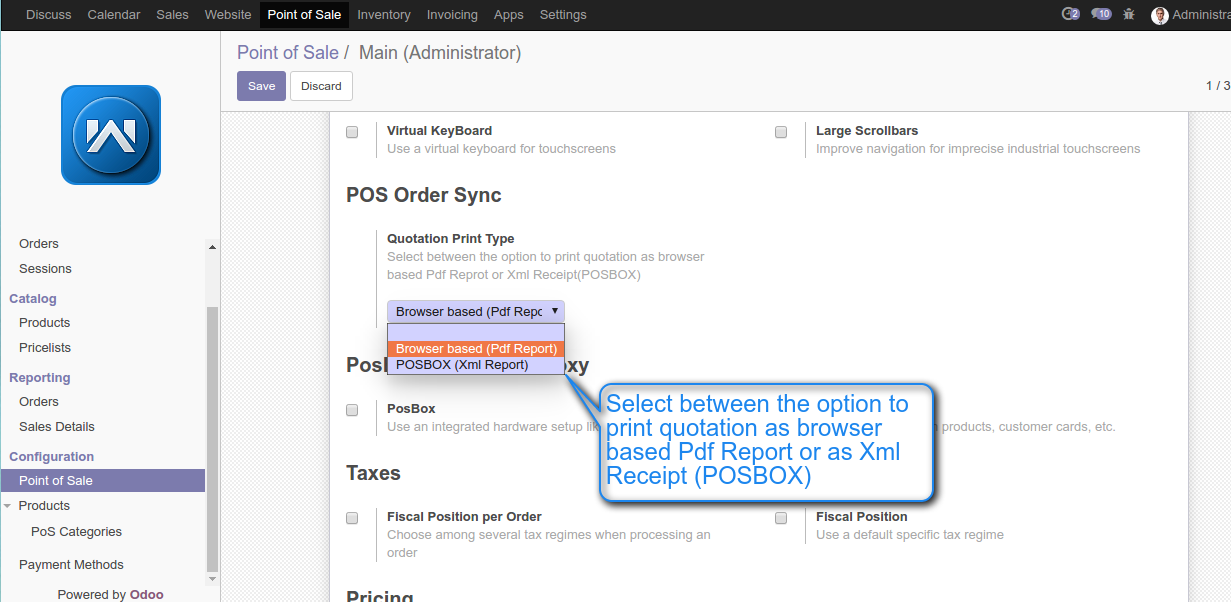 Discuss Calendar Sales Website Point of Sale Inventory Invoicing Apps Settings 2 10 Administra
Point of Sale / Main (Administrator)
Save Discard
1 / 3
Orders
Sessions
Catalog
Products
Pricelists
Reporting
Orders
Sales Details
Configuration
Point of Sale
Products
PoS Categories
Payment Methods
Powered by Odoo
Virtual KeyBoard
Use a virtual keyboard for touchscreens
Large Scrollbars
Improve navigation for imprecise industrial touchscreens
POS Order Sync
Quotation Print Type
Select between the option to print quotation as browser
based Pdf Reprot or Xml Receipt(POSBOX)
Browser based (Pdf Repo
Browser based (Pdf Report)
POSBOX (Xml Report)
PosB oxy
PosBox
Use an integrated hardware setup li
products, customer cards, etc.
Select between the option to
print quotation as browser
based Pdf Report or as Xml
Receipt (POSBOX)
Taxes
Fiscal Position per Order
Choose among several tax regimes when processing an
order
Fiscal Position
Use a default specific tax regime
Pricing